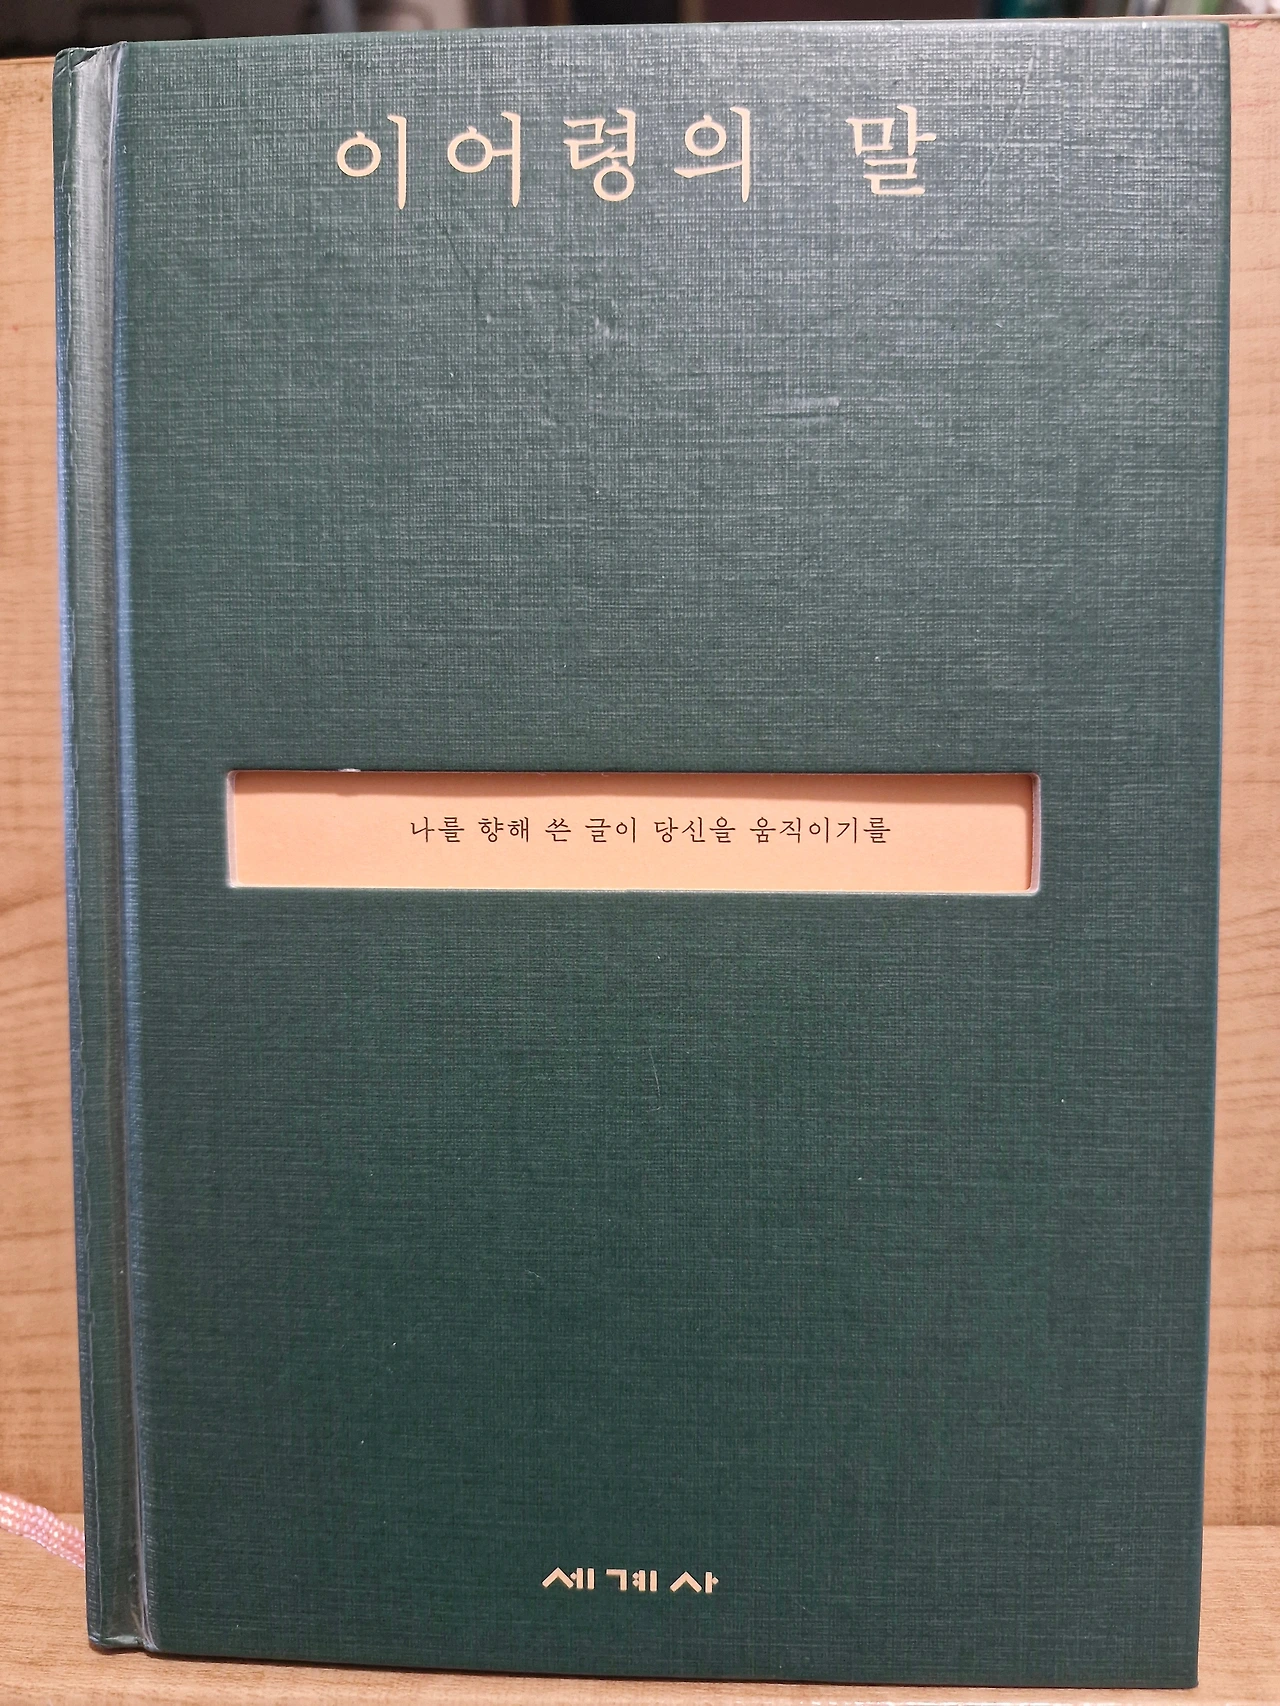 이어령의 말
나를 향해 쓴 글이 당신을 움직이기를
세계사